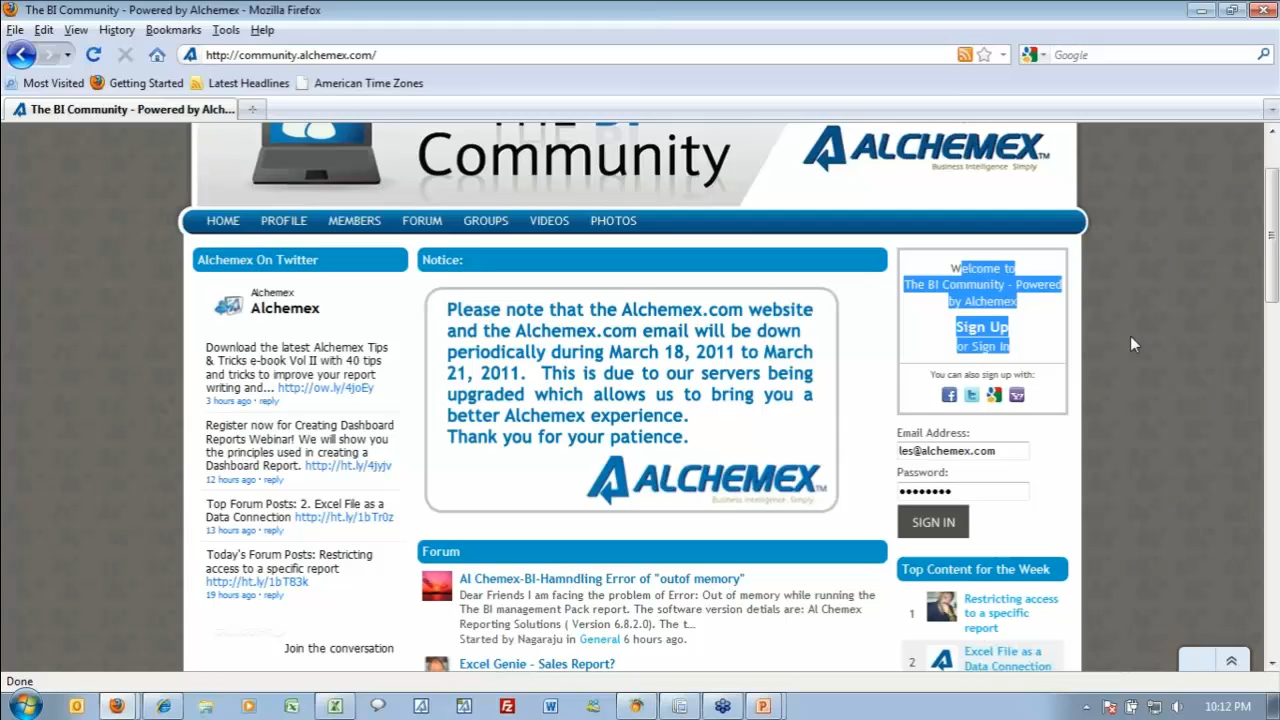 The BI Community - Powered by Alchemex - Mozilla Firefox
File Edit View History Bookmarks Tools Help
http://community.alchemex.com/
Google
Most Visited Getting Started Latest Headlines American Time Zones
The BI Community - Powered by Alch...
Community
ALCHEMEX™
Business Intelligence Simply
HOME PROFILE MEMBERS FORUM GROUPS VIDEOS PHOTOS
Alchemex On Twitter
Alchemex
Alchemex
Download the latest Alchemex Tips
& Tricks e-book Vol II with 40 tips
and tricks to improve your report
writing and... http://ow.ly/4joEy
3 hours ago • reply
Register now for Creating Dashboard
Reports Webinar! We will show you
the principles used in creating a
Dashboard Report. http://ht.ly/4jyjv
12 hours ago • reply
Top Forum Posts: 2. Excel File as a
Data Connection http://ht.ly/1bTr0z
13 hours ago • reply
Today's Forum Posts: Restricting
access to a specific report
http://ht.ly/1bT83k
19 hours ago • reply
Join the conversation
Notice:
Please note that the Alchemex.com website
and the Alchemex.com email will be down
periodically during March 18, 2011 to March
21, 2011. This is due to our servers being
upgraded which allows us to bring you a
better Alchemex experience.
Thank you for your patience.
ALCHEMEX™
Business Intelligence Simply
Forum
Al Chemex-BI-Hamndling Error of "outof memory"
Dear Friends I am facing the problem of Error: Out of memory while running the
The BI management Pack report. The software version detials are: Al Chemex
Reporting Solutions ( Version 6.8.2.0). The t...
Started by Nagaraju in General 6 hours ago.
Excel Genie - Sales Report?
Welcome to
The BI Community - Powered
by Alchemex
Sign Up
or Sign In
You can also sign up with:
Email Address:
les@alchemex.com
Password:
SIGN IN
Top Content for the Week
1 Restricting access
to a specific
report
2 Excel File as a
Data Connection
Done
10:12 PM